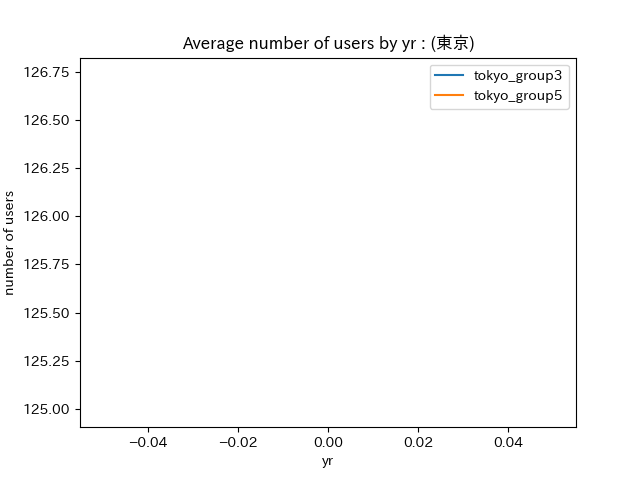 Average number of users by yr : (東京)
tokyo_group3
tokyo_group5
126.75
126.50
126.25
126.00
125.75
125.50
125.25
125.00
number of users
−0.04 −0.02 0.00 0.02 0.04
yr